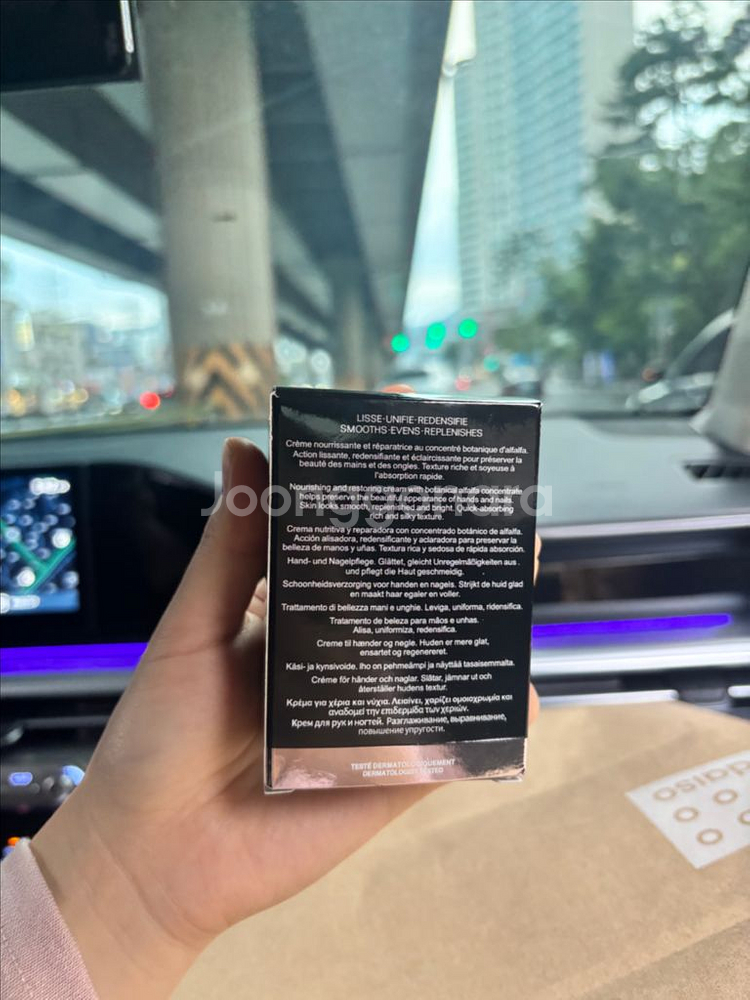 LISSE·UNIFIE·REDENSIFIE
SMOOTHS·EVENS·REPLENISHES
Crème nourrissante et réparatrice au concentré botanique d'alfalfa.
Action lissante, redensifiante et éclaircissante pour préserver la
beauté des mains et des ongles. Texture riche et soyeuse à
l'absorption rapide.
Nourishing and restoring cream with botanical alfalfa concentrate
helps preserve the beautiful appearance of hands and nails.
Skin looks smooth, replenished and bright. Quick-absorbing
rich and silky texture.
Crema nutritiva y reparadora con concentrado botánico de alfalfa.
Acción alisadora, redensificante y aclaradora para preservar la
belleza de manos y uñas. Textura rica y sedosa de rápida absorción.
Hand- und Nagelpflege. Glättet, gleicht Unregelmäßigkeiten aus
und pflegt die Haut geschmeidig.
Schoonheidsverzorging voor handen en nagels. Strijkt de huid glad
en maakt haar egaler en voller.
Trattamento di bellezza mani e unghie. Leviga, uniforma, ridensifica.
Tratamento de beleza para mãos e unhas.
Alisa, uniformiza, redensifica.
Creme til hænder og negle. Huden er mere glat,
ensartet og regenereret.
Käsi- ja kynsivoide. Iho on pehmeämpi ja näyttää tasaisemmalta.
Crème för händer och naglar. Slätar, jämnar ut och
återställer hudens textur.
Κρέμα για χέρια και νύχια. Λειαίνει, χαρίζει ομοιοχρωμία και
αναδομεί την επιδερμίδα των χεριών.
Крем для рук и ногтей. Разглаживание, выравнивание,
повышение упругости.
TESTÉ DERMATOLOGIQUEMENT
DERMATOLOGIST TESTED
Joonggonara
oasis